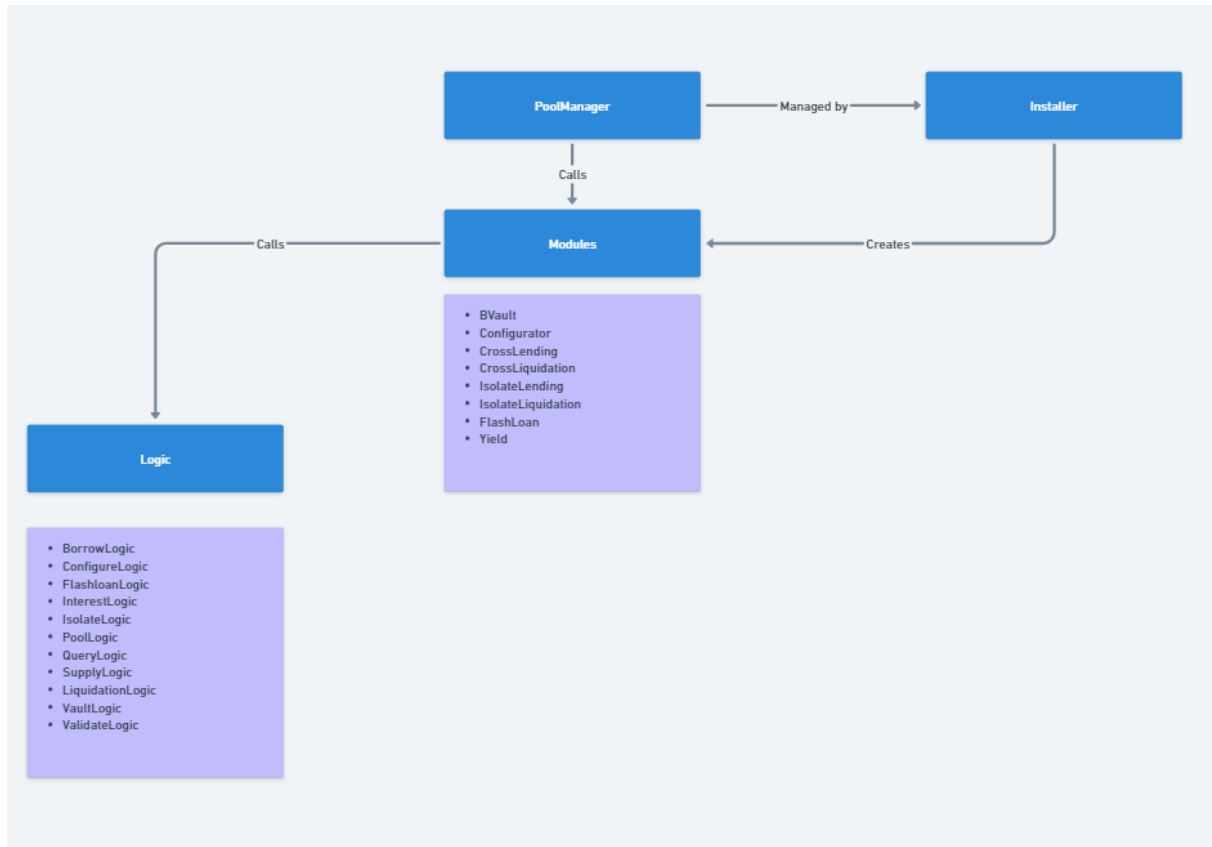 PoolManager
Managed by
Installer
Calls
Modules
Calls
Creates
• BVault
• Configurator
• CrossLending
• CrossLiquidation
• IsolateLending
• IsolateLiquidation
• FlashLoan
• Yield
Logic
• BorrowLogic
• ConfigureLogic
• FlashloanLogic
• InterestLogic
• IsolateLogic
• PoolLogic
• QueryLogic
• SupplyLogic
• LiquidationLogic
• VaultLogic
• ValidateLogic